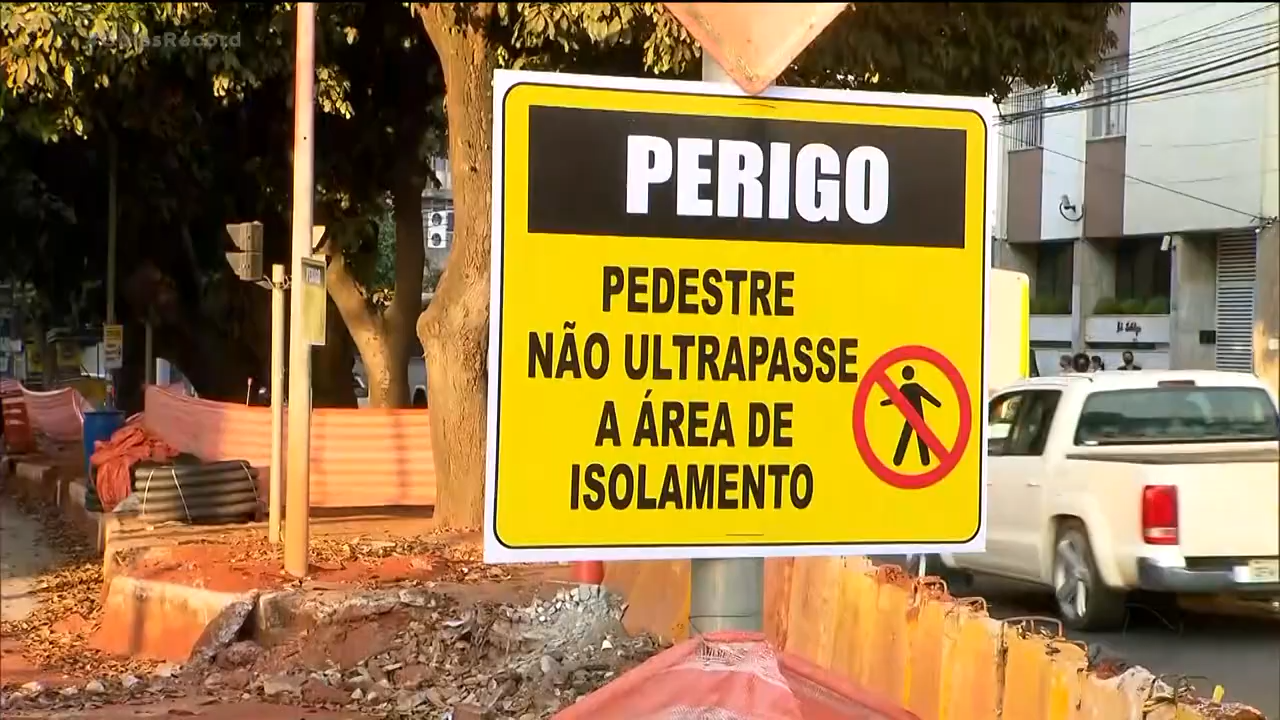 PERIGO
PEDESTRE
NÃO ULTRAPASSE
A ÁREA DE
ISOLAMENTO